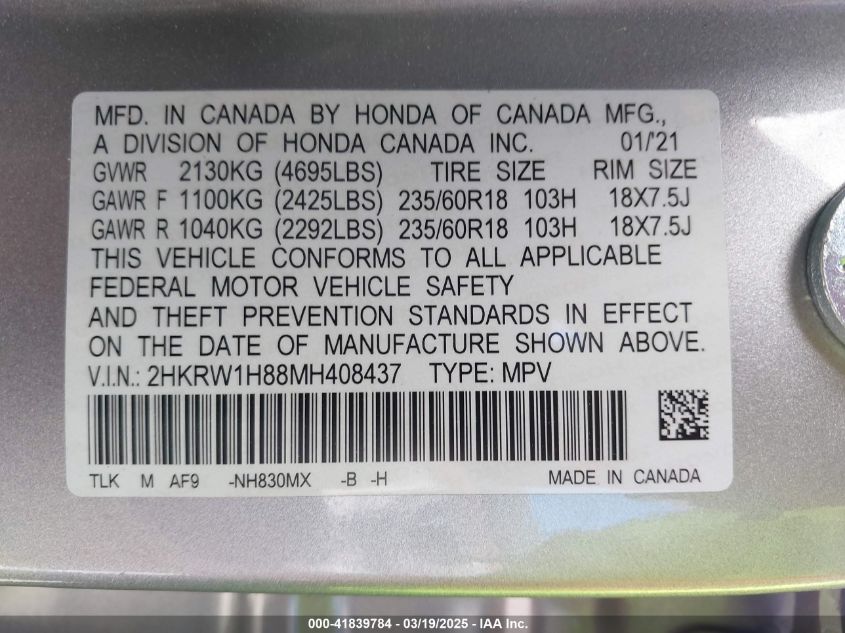 MFD. IN CANADA BY HONDA OF CANADA MFG.,
A DIVISION OF HONDA CANADA INC. 01/'21
GVWR 2130KG (4695LBS) TIRE SIZE RIM SIZE
GAWR F 1100KG (2425LBS) 235/60R18 103H 18X7.5J
GAWR R 1040KG (2292LBS) 235/60R18 103H 18X7.5J
THIS VEHICLE CONFORMS TO ALL APPLICABLE
FEDERAL MOTOR VEHICLE SAFETY
AND THEFT PREVENTION STANDARDS IN EFFECT
ON THE DATE OF MANUFACTURE SHOWN ABOVE.
V.I.N.: 2HKRW1H88MH408437 TYPE: MPV
TLK M AF9 -NH830MX -B -H MADE IN CANADA
000-41839784 - 03/19/2025 - IAA Inc.